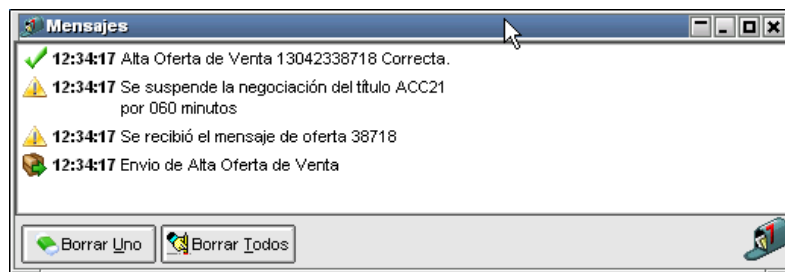 Mensajes
12:34:17 Alta Oferta de Venta 13042338718 Correcta.
12:34:17 Se suspende la negociación del título ACC21
por 060 minutos
12:34:17 Se recibió el mensaje de oferta 38718
12:34:17 Envio de Alta Oferta de Venta
Borrar Uno Borrar Todos